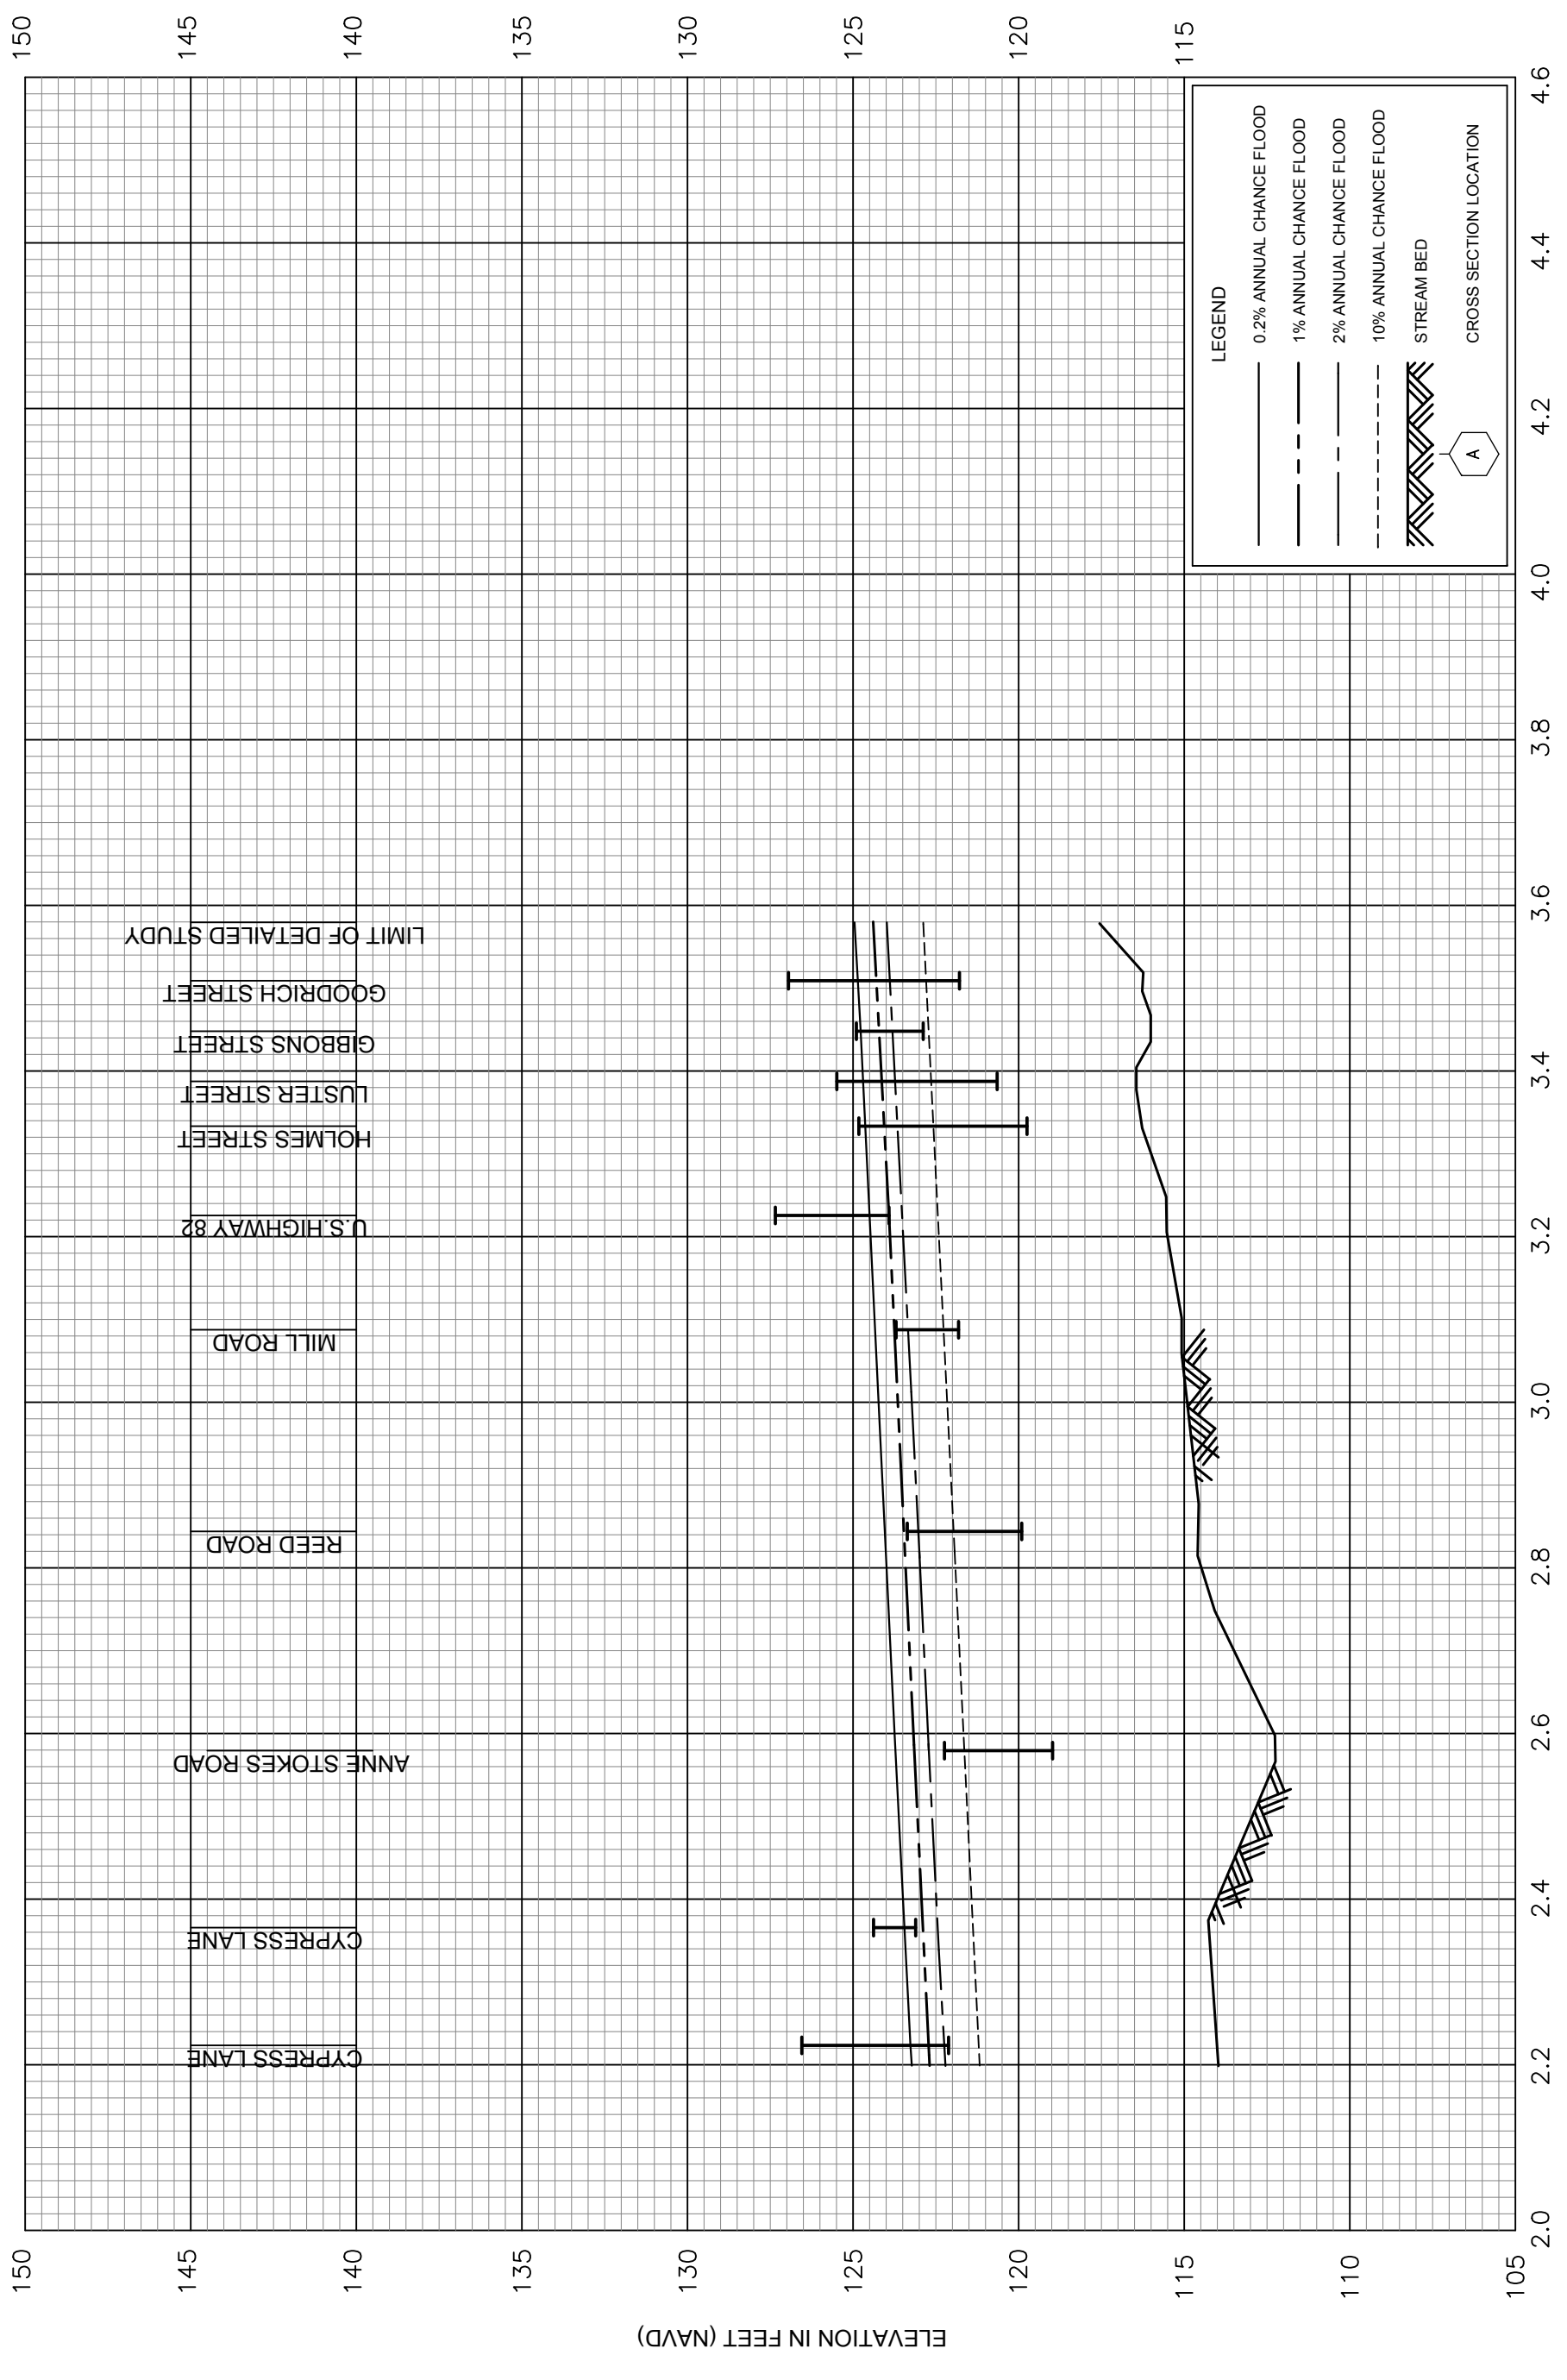 150
145
140
135
130
125
120
115
110
105
ELEVATION IN FEET (NAVD)
150
145
140
135
130
125
120
115
2.0
2.2
2.4
2.6
2.8
3.0
3.2
3.4
3.6
3.8
4.0
4.2
4.4
4.6
CYPRESS LANE
CYPRESS LANE
ANNE STOKES ROAD
REED ROAD
MILL ROAD
U.S.HIGHWAY 82
HOLMES STREET
LUSTER STREET
GIBBONS STREET
GOODRICH STREET
LIMIT OF DETAILED STUDY
LEGEND
0.2% ANNUAL CHANCE FLOOD
1% ANNUAL CHANCE FLOOD
2% ANNUAL CHANCE FLOOD
10% ANNUAL CHANCE FLOOD
STREAM BED
A CROSS SECTION LOCATION